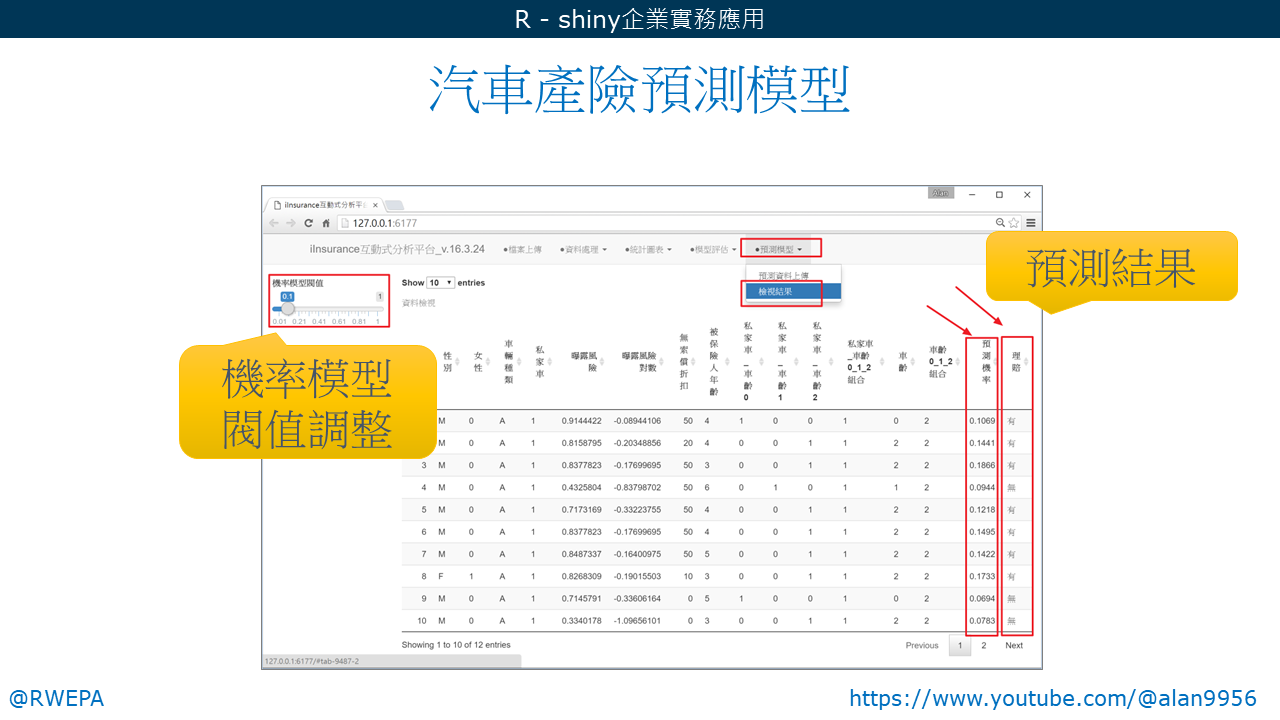 R - shiny企業實務應用
汽車產險預測模型
Alan
iInsurance互動式分析平
127.0.0.1:6177
iInsurance互動式分析平台_v.16.3.24 ●檔案上傳 ●資料處理 ●統計圖表 ●模型評估 ●預測模型
預測資料上傳
檢視結果
機率模型閥值
0.1 1
0.01 0.21 0.41 0.61 0.81 1
Show 10 entries
資料檢視
預測結果
機率模型
閥值調整
性別 女性 車輛種類 私家車 曝露風險 曝露風險對數 無索償折扣 被保險人年齡 私家車_車齡0 私家車_車齡1 私家車_車齡2 私家車_車齡0_1_20_1_2組合 車齡 車齡0_1_2組合 預測機率 理賠
M 0 A 1 0.9144422 -0.08944106 50 4 1 0 0 1 0 2 0.1069 有
M 0 A 1 0.8158795 -0.20348856 20 4 0 0 1 1 2 2 0.1441 有
3 M 0 A 1 0.8377823 -0.17699695 50 3 0 0 1 1 2 2 0.1866 有
4 M 0 A 1 0.4325804 -0.83798702 50 6 0 1 0 1 1 2 0.0944 無
5 M 0 A 1 0.7173169 -0.33223755 50 4 0 0 1 1 2 2 0.1218 有
6 M 0 A 1 0.8377823 -0.17699695 50 4 0 0 1 1 2 2 0.1495 有
7 M 0 A 1 0.8487337 -0.16400975 50 5 0 0 1 1 2 2 0.1422 有
8 F 1 A 1 0.8268309 -0.19015503 10 3 0 0 1 1 2 2 0.1733 有
9 M 0 A 1 0.7145791 -0.33606164 0 5 1 0 0 1 0 2 0.0694 無
10 M 0 A 1 0.3340178 -1.09656101 0 3 0 0 1 1 2 2 0.0783 無
Showing 1 to 10 of 12 entries Previous 1 2 Next
127.0.0.1:6177/#tab-9487-2
@RWEPA
https://www.youtube.com/@alan9956